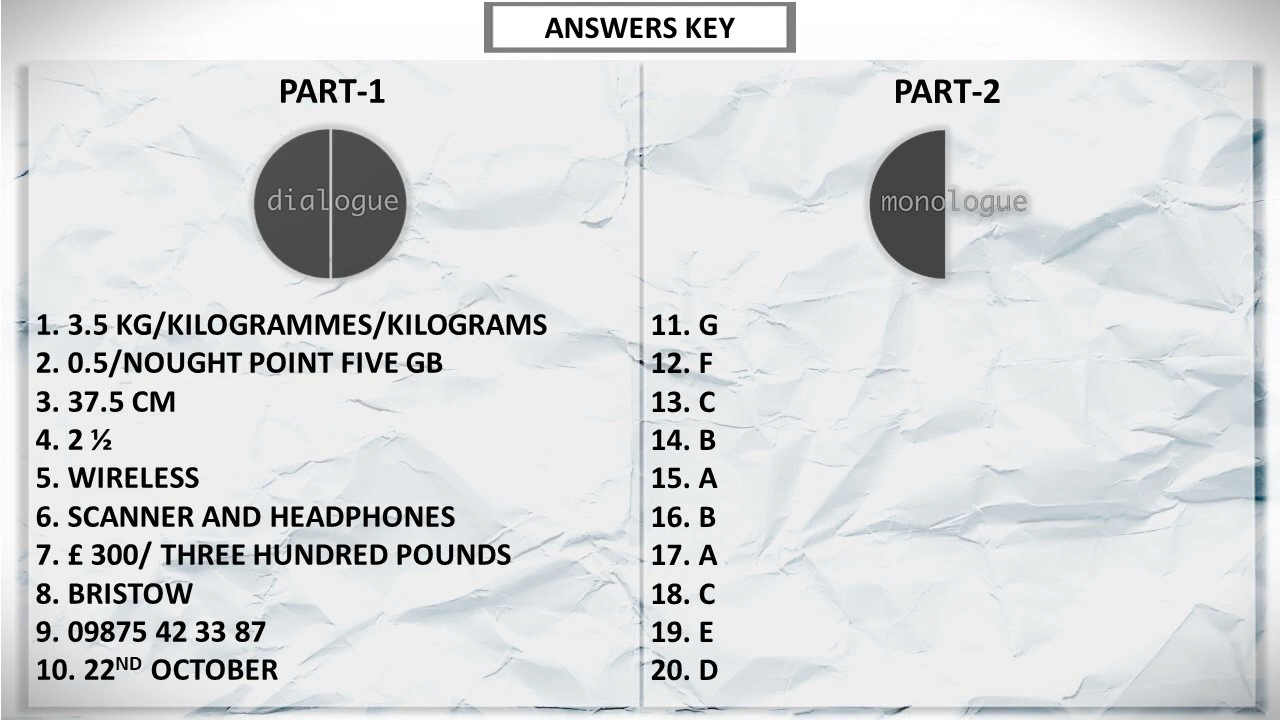 ANSWERS KEY
PART-1
dialogue
1. 3.5 KG/KILOGRAMMES/KILOGRAMS
2. 0.5/NOUGHT POINT FIVE GB
3. 37.5 CM
4. 2 ½
5. WIRELESS
6. SCANNER AND HEADPHONES
7. £ 300/ THREE HUNDRED POUNDS
8. BRISTOW
9. 09875 42 33 87
10. 22ND OCTOBER
PART-2
monologue
11. G
12. F
13. C
14. B
15. A
16. B
17. A
18. C
19. E
20. D